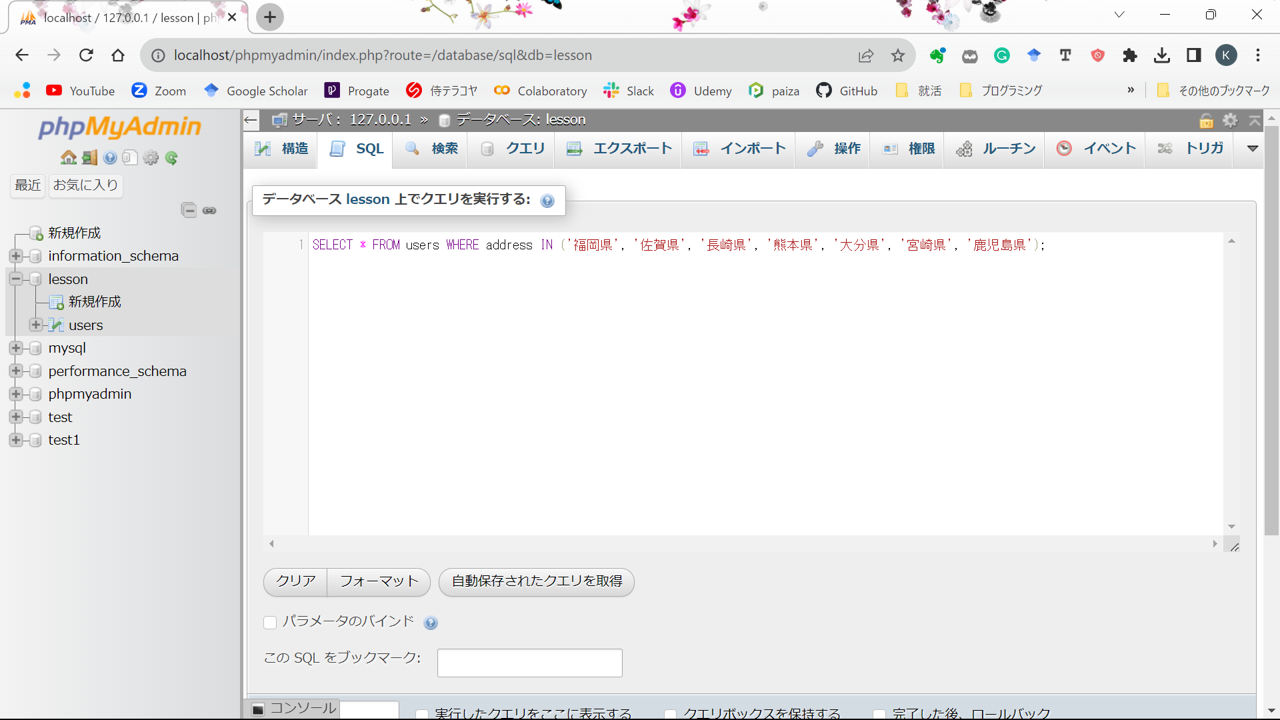 localhost / 127.0.0.1 / lesson | ph
localhost/phpmyadmin/index.php?route=/database/sql&db=lesson
K
YouTube Zoom Google Scholar Progate 侍テラコヤ Colaboratory Slack Udemy paiza GitHub 就活 プログラミング » その他のブックマーク
phpMyAdmin
最近 お気に入り
新規作成
information_schema
lesson
新規作成
users
mysql
performance_schema
phpmyadmin
test
test1
サーバ: 127.0.0.1 » データベース: lesson
構造 SQL 検索 クエリ エクスポート インポート 操作 権限 ルーチン イベント トリガ
データベース lesson 上でクエリを実行する:
1 SELECT * FROM users WHERE address IN ('福岡県', '佐賀県', '長崎県', '熊本県', '大分県', '宮崎県', '鹿児島県');
クリア フォーマット 自動保存されたクエリを取得
パラメータのバインド
この SQL をブックマーク:
コンソール
実行したクエリをここに表示する クエリボックスを保持する 完了した後、ロールバック